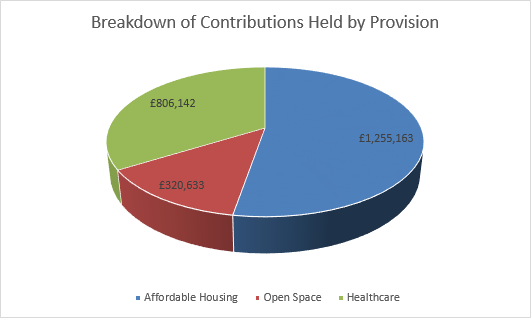 Breakdown of Contributions Held by Provision
£806,142
£1,255,163
£320,633
Affordable Housing Open Space Healthcare